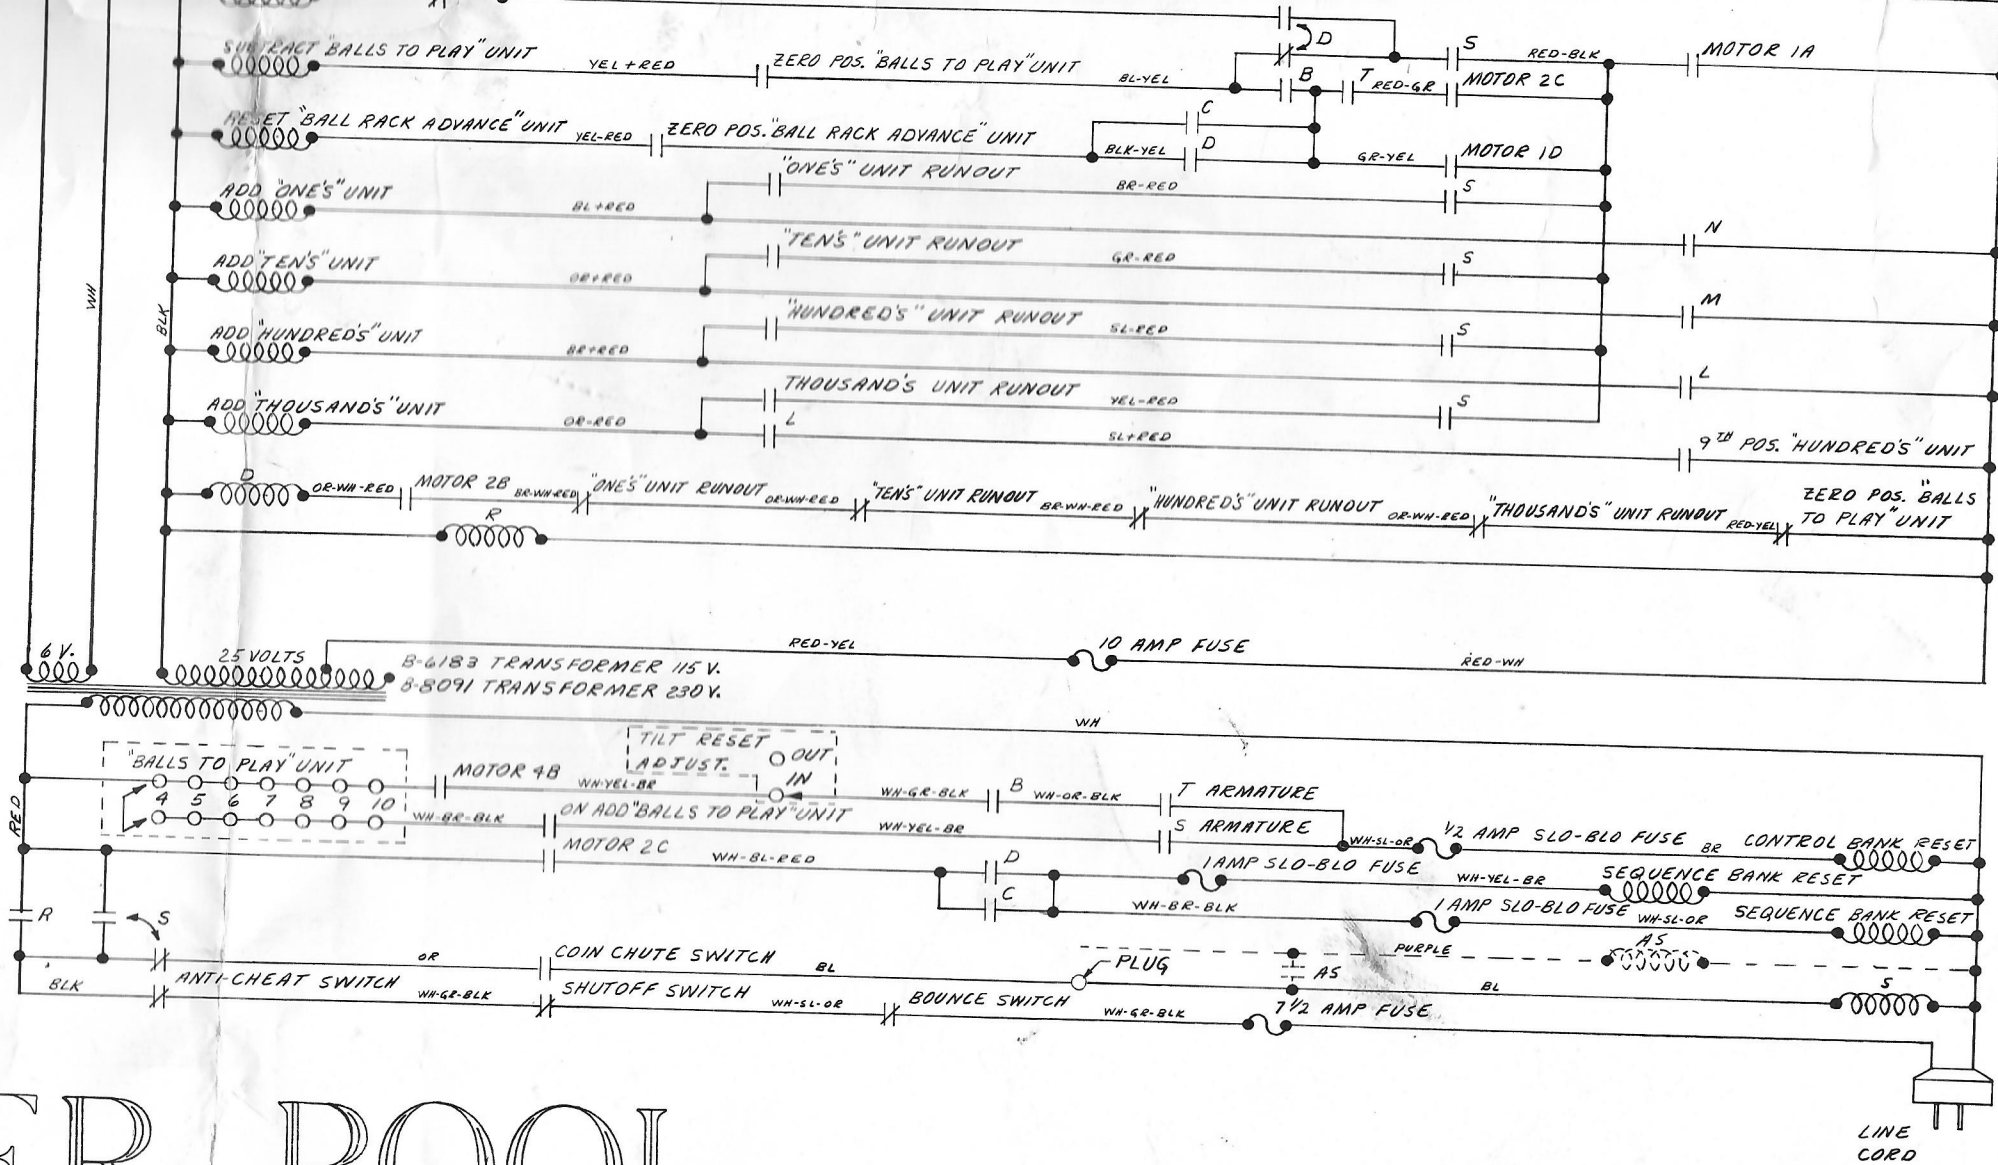 D
SUBTRACT "BALLS TO PLAY" UNIT
YEL+RED
ZERO POS. "BALLS TO PLAY" UNIT
BL-YEL
S
RED-BLK
MOTOR 1A
B
T
RED-GR
MOTOR 2C
RESET "BALL RACK ADVANCE" UNIT
YEL-RED
ZERO POS. "BALL RACK ADVANCE" UNIT
C
BLK-YEL
D
GR-YEL
MOTOR 1D
ADD "ONE'S" UNIT
BL+RED
"ONE'S" UNIT RUNOUT
BR-RED
S
N
ADD "TEN'S" UNIT
OR+RED
"TEN'S" UNIT RUNOUT
GR-RED
S
M
WH
BLK
ADD "HUNDRED'S" UNIT
BR+RED
"HUNDRED'S" UNIT RUNOUT
SL-RED
S
L
ADD "THOUSAND'S" UNIT
OR-RED
THOUSAND'S UNIT RUNOUT
YEL-RED
S
L
SL+RED
9TH POS. "HUNDRED'S" UNIT
D
OR-WH-RED
MOTOR 2B
BR-WH-RED
"ONE'S" UNIT RUNOUT
OR-WH-RED
"TEN'S" UNIT RUNOUT
BR-WH-RED
"HUNDRED'S" UNIT RUNOUT
OR-WH-RED
"THOUSAND'S" UNIT RUNOUT
RED-YEL
ZERO POS. "BALLS
TO PLAY" UNIT
R
6 V.
25 VOLTS
RED-YEL
10 AMP FUSE
RED-WH
B-6183 TRANSFORMER 115 V.
B-8091 TRANSFORMER 230 V.
WH
TILT RESET
ADJUST.
OUT
IN
"BALLS TO PLAY" UNIT
4 5 6 7 8 9 10
MOTOR 4B
WH-YEL-BR
WH-GR-BLK
B
WH-OR-BLK
T ARMATURE
RED
WH-BR-BLK
ON ADD "BALLS TO PLAY" UNIT
WH-YEL-BR
S ARMATURE
WH-SL-OR
1/2 AMP SLO-BLO FUSE
BR
CONTROL BANK RESET
MOTOR 2C
WH-BL-RED
D
1 AMP SLO-BLO FUSE
WH-YEL-BR
SEQUENCE BANK RESET
C
WH-BR-BLK
1 AMP SLO-BLO FUSE
WH-SL-OR
SEQUENCE BANK RESET
R
S
OR
COIN CHUTE SWITCH
BL
PLUG
AS
PURPLE
AS
BL
S
BLK
ANTI-CHEAT SWITCH
WH-GR-BLK
SHUTOFF SWITCH
WH-SL-OR
BOUNCE SWITCH
WH-GR-BLK
7 1/2 AMP FUSE
LINE
CORD
ER POOL